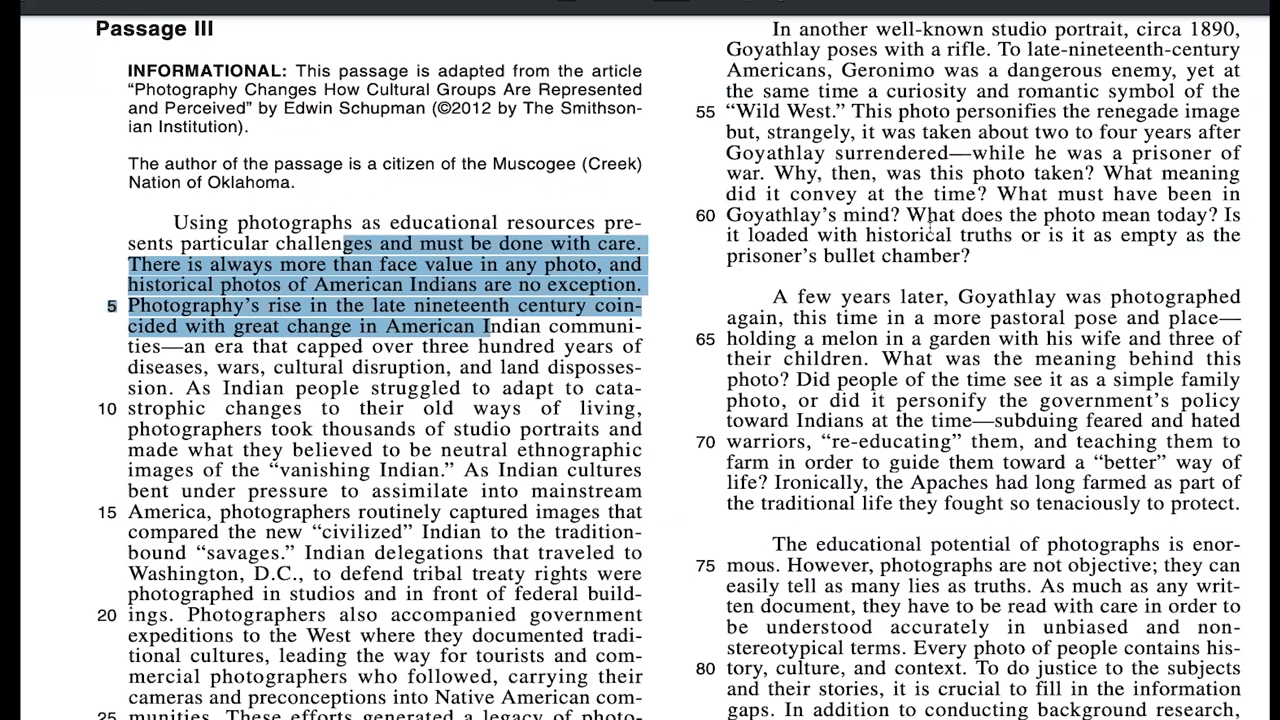 Passage III
INFORMATIONAL: This passage is adapted from the article
“Photography Changes How Cultural Groups Are Represented
and Perceived” by Edwin Schupman (©2012 by The Smithson-
ian Institution).
The author of the passage is a citizen of the Muscogee (Creek)
Nation of Oklahoma.
Using photographs as educational resources pre-
sents particular challenges and must be done with care.
There is always more than face value in any photo, and
historical photos of American Indians are no exception.
5 Photography’s rise in the late nineteenth century coin-
cided with great change in American Indian communi-
ties—an era that capped over three hundred years of
diseases, wars, cultural disruption, and land disposses-
sion. As Indian people struggled to adapt to cata-
10 strophic changes to their old ways of living,
photographers took thousands of studio portraits and
made what they believed to be neutral ethnographic
images of the “vanishing Indian.” As Indian cultures
bent under pressure to assimilate into mainstream
15 America, photographers routinely captured images that
compared the new “civilized” Indian to the tradition-
bound “savages.” Indian delegations that traveled to
Washington, D.C., to defend tribal treaty rights were
photographed in studios and in front of federal build-
20 ings. Photographers also accompanied government
expeditions to the West where they documented tradi-
tional cultures, leading the way for tourists and com-
mercial photographers who followed, carrying their
cameras and preconceptions into Native American com-
25 munities. These efforts generated a legacy of photo-
In another well-known studio portrait, circa 1890,
Goyathlay poses with a rifle. To late-nineteenth-century
Americans, Geronimo was a dangerous enemy, yet at
the same time a curiosity and romantic symbol of the
55 “Wild West.” This photo personifies the renegade image
but, strangely, it was taken about two to four years after
Goyathlay surrendered—while he was a prisoner of
war. Why, then, was this photo taken? What meaning
did it convey at the time? What must have been in
60 Goyathlay’s mind? What does the photo mean today? Is
it loaded with historical truths or is it as empty as the
prisoner’s bullet chamber?
A few years later, Goyathlay was photographed
again, this time in a more pastoral pose and place—
65 holding a melon in a garden with his wife and three of
their children. What was the meaning behind this
photo? Did people of the time see it as a simple family
photo, or did it personify the government’s policy
toward Indians at the time—subduing feared and hated
70 warriors, “re-educating” them, and teaching them to
farm in order to guide them toward a “better” way of
life? Ironically, the Apaches had long farmed as part of
the traditional life they fought so tenaciously to protect.
The educational potential of photographs is enor-
75 mous. However, photographs are not objective; they can
easily tell as many lies as truths. As much as any writ-
ten document, they have to be read with care in order to
be understood accurately in unbiased and non-
stereotypical terms. Every photo of people contains his-
80 tory, culture, and context. To do justice to the subjects
and their stories, it is crucial to fill in the information
gaps. In addition to conducting background research,